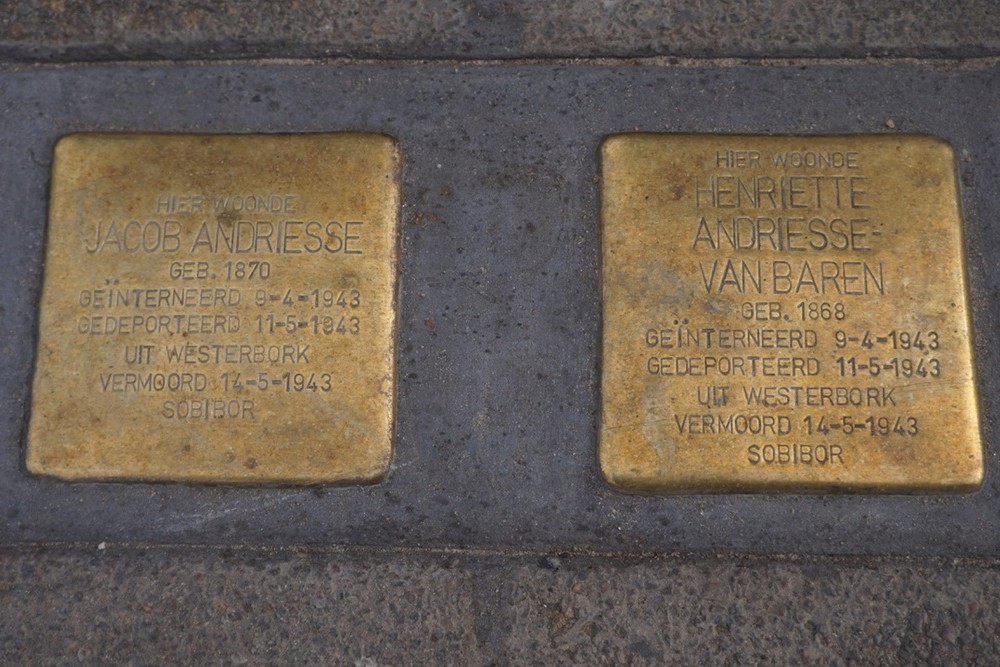 HIER WOONDE
JACOB ANDRIESSE
GEB. 1870
GEÏNTERNEERD 9-4-1943
GEDEPORTEERD 11-5-1943
UIT WESTERBORK
VERMOORD 14-5-1943
SOBIBOR
HIER WOONDE
HENRIETTE
ANDRIESSE-
VAN BAREN
GEB. 1868
GEÏNTERNEERD 9-4-1943
GEDEPORTEERD 11-5-1943
UIT WESTERBORK
VERMOORD 14-5-1943
SOBIBOR